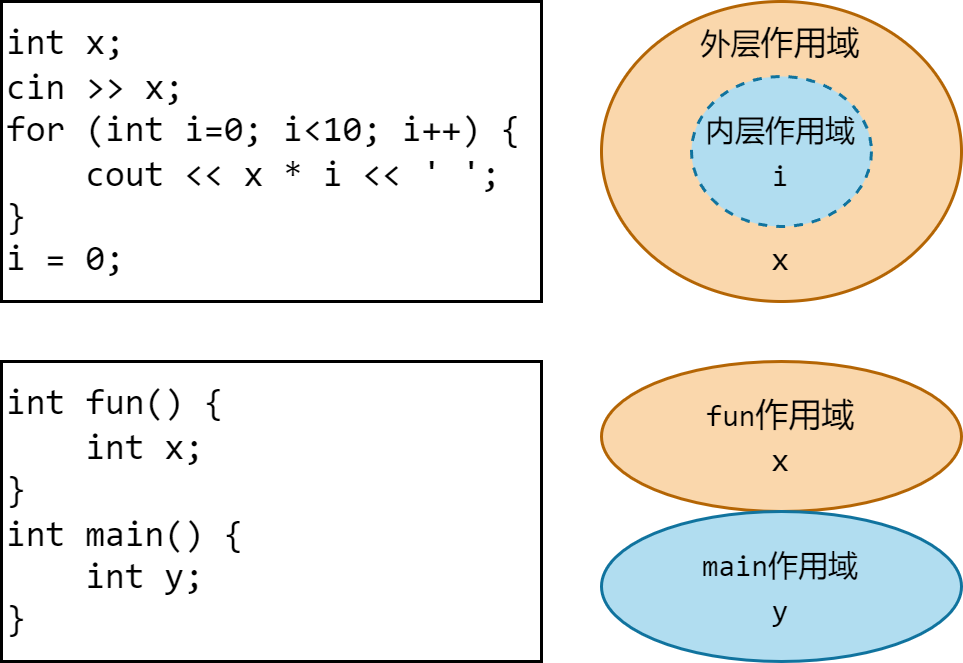 int x;
cin >> x;
for (int i=0; i<10; i++) {
    cout << x * i << ' ';
}
i = 0;
外层作用域
内层作用域
i
x
int fun() {
    int x;
}
int main() {
    int y;
}
fun作用域
x
main作用域
y